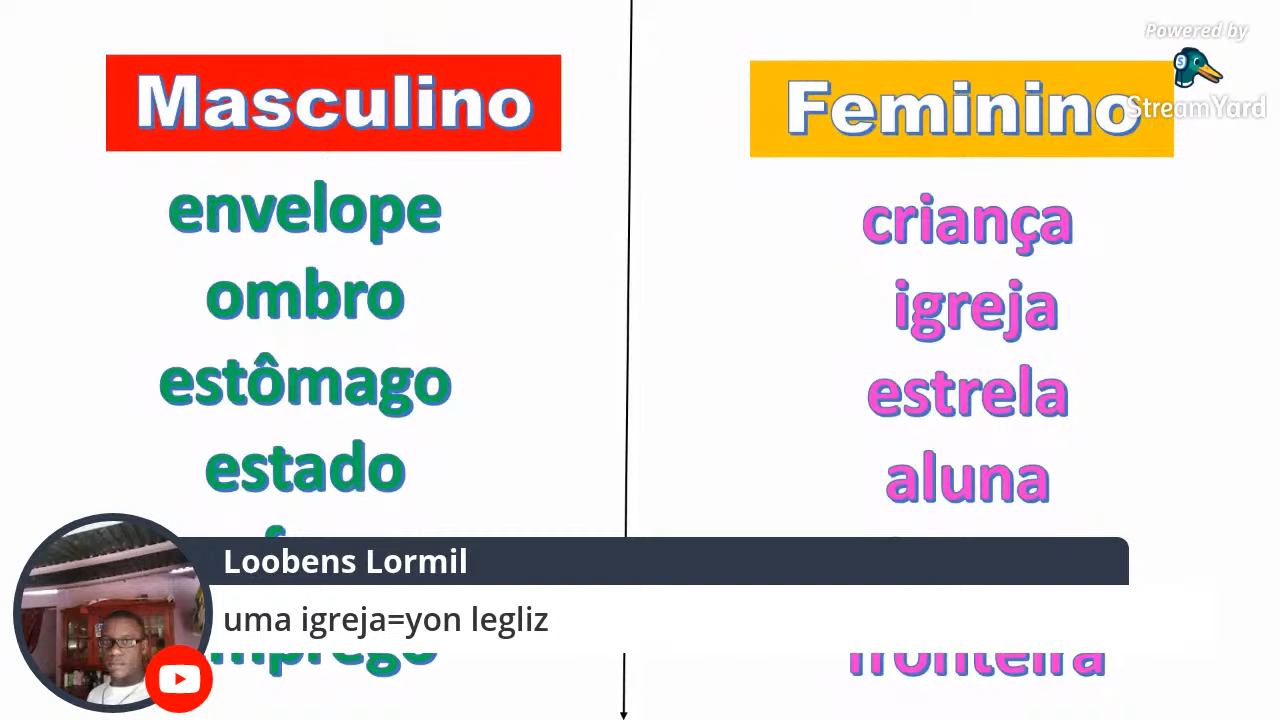 Powered by
StreamYard
Masculino
Feminino
envelope
ombro
estômago
estado
criança
igreja
estrela
aluna
Loobens Lormil
uma igreja=yon legliz
fronteira